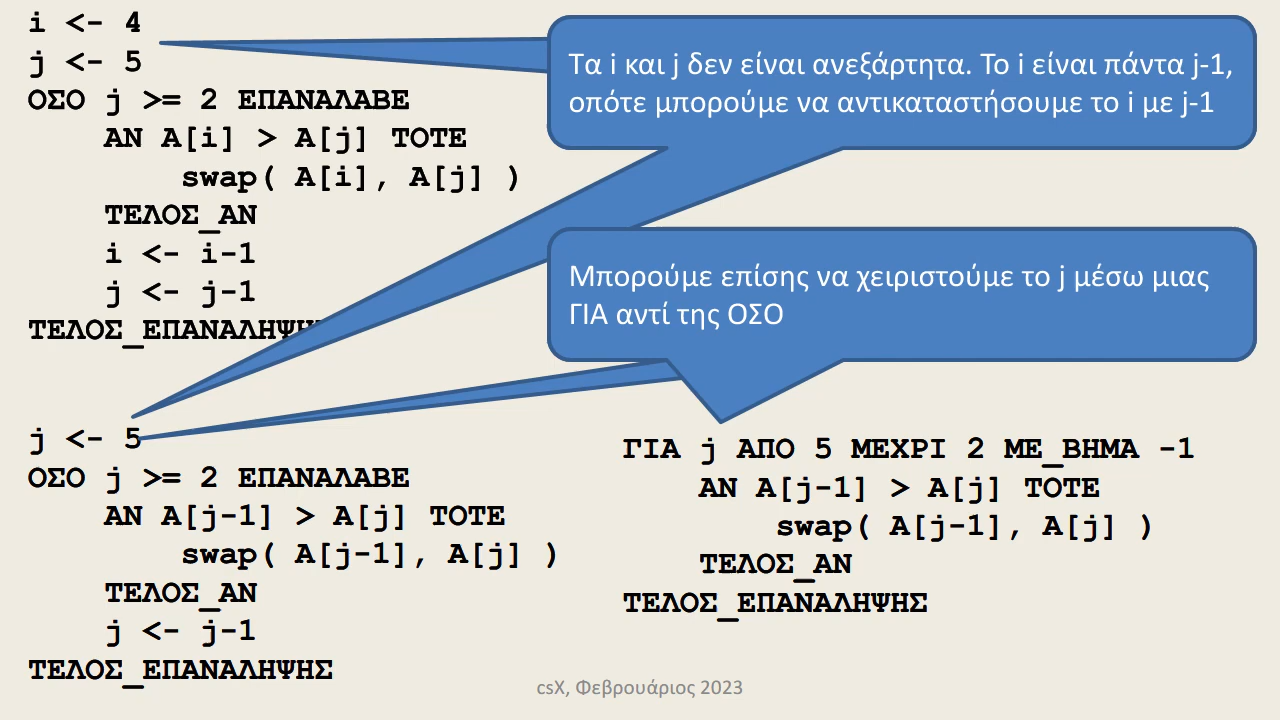 i <- 4
j <- 5
ΟΣΟ j >= 2 ΕΠΑΝΑΛΑΒΕ
ΑΝ Α[i] > Α[j] ΤΟΤΕ
swap( Α[i], Α[j] )
ΤΕΛΟΣ_ΑΝ
i <- i-1
j <- j-1
ΤΕΛΟΣ_ΕΠΑΝΑΛΗΨΗΣ
Τα i και j δεν είναι ανεξάρτητα. Το i είναι πάντα j-1,
οπότε μπορούμε να αντικαταστήσουμε το i με j-1
Μπορούμε επίσης να χειριστούμε το j μέσω μιας
ΓΙΑ αντί της ΟΣΟ
j <- 5
ΟΣΟ j >= 2 ΕΠΑΝΑΛΑΒΕ
ΑΝ Α[j-1] > Α[j] ΤΟΤΕ
swap( Α[j-1], Α[j] )
ΤΕΛΟΣ_ΑΝ
j <- j-1
ΤΕΛΟΣ_ΕΠΑΝΑΛΗΨΗΣ
ΓΙΑ j ΑΠΟ 5 ΜΕΧΡΙ 2 ΜΕ_ΒΗΜΑ -1
ΑΝ Α[j-1] > Α[j] ΤΟΤΕ
swap( Α[j-1], Α[j] )
ΤΕΛΟΣ_ΑΝ
ΤΕΛΟΣ_ΕΠΑΝΑΛΗΨΗΣ
csX, Φεβρουάριος 2023